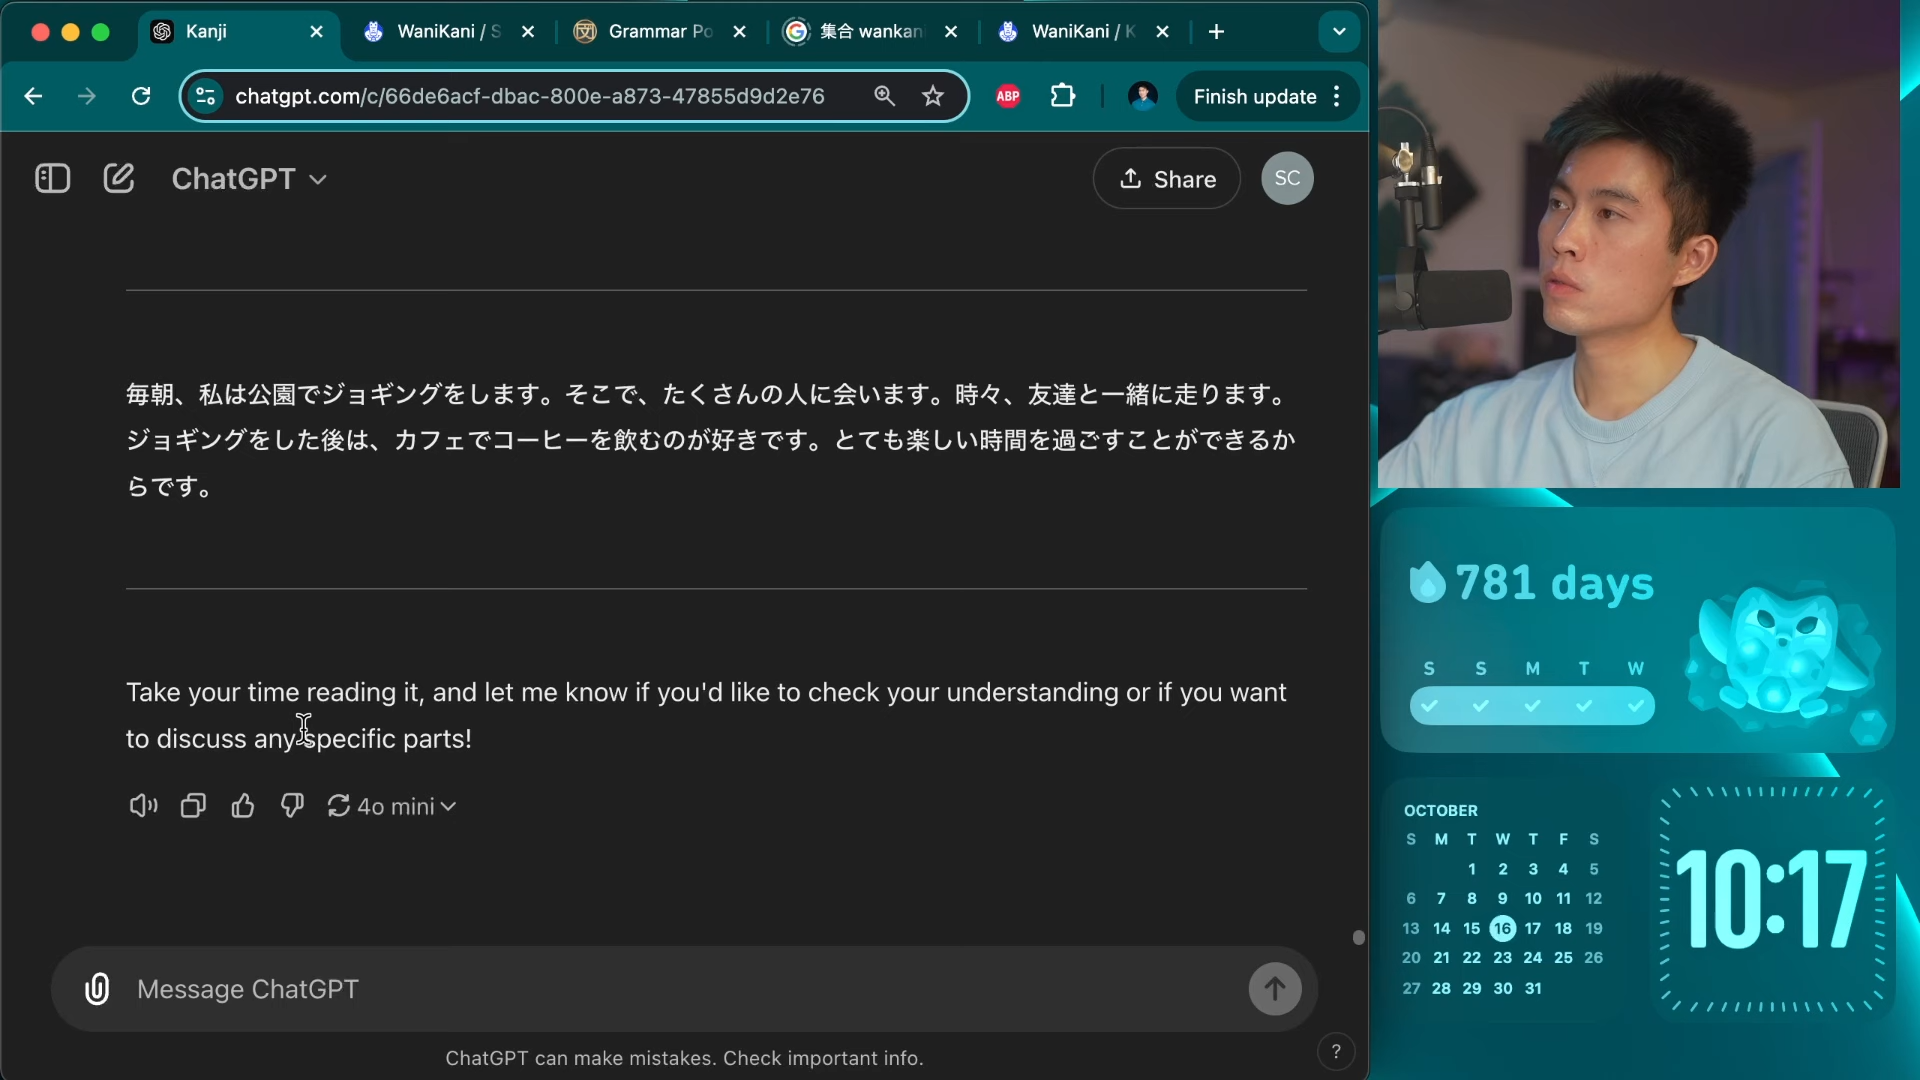 Kanji
WaniKani / S
Grammar Po
集合 wankan
WaniKani / K
chatgpt.com/c/66de6acf-dbac-800e-a873-47855d9d2e76
ABP
Finish update
ChatGPT
Share
SC
毎朝、私は公園でジョギングをします。そこで、たくさんの人に会います。時々、友達と一緒に走ります。
ジョギングをした後は、カフェでコーヒーを飲むのが好きです。とても楽しい時間を過ごすことができるか
らです。
Take your time reading it, and let me know if you'd like to check your understanding or if you want
to discuss any specific parts!
4o mini
Message ChatGPT
ChatGPT can make mistakes. Check important info.
?
781 days
S S M T W
OCTOBER
S M T W T F S
1 2 3 4 5
6 7 8 9 10 11 12
13 14 15 16 17 18 19
20 21 22 23 24 25 26
27 28 29 30 31
10:17